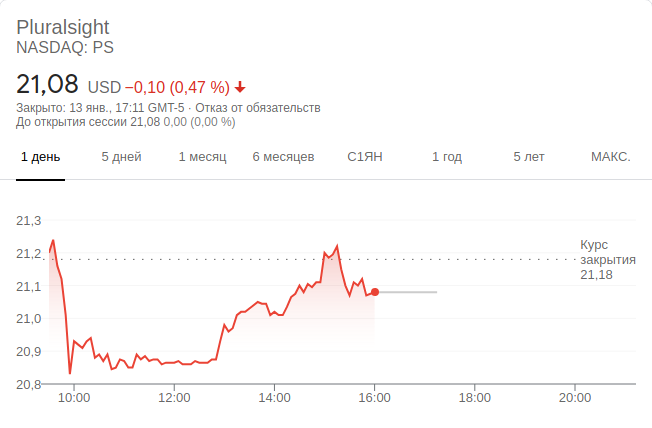 Pluralsight
NASDAQ: PS
21,08 USD −0,10 (0,47 %)
Закрыто: 13 янв., 17:11 GMT-5 · Отказ от обязательств
До открытия сессии 21,08 0,00 (0,00 %)
1 день 5 дней 1 месяц 6 месяцев С1ЯН 1 год 5 лет МАКС.
21,3
21,2
21,1
21,0
20,9
20,8
Курс
закрытия
21,18
10:00 12:00 14:00 16:00 18:00 20:00